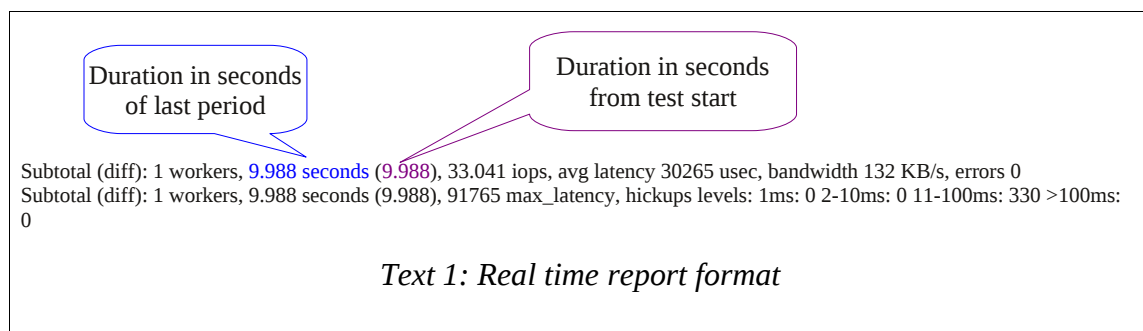 Duration in seconds
of last period
Duration in seconds
from test start
Subtotal (diff): 1 workers, 9.988 seconds (9.988), 33.041 iops, avg latency 30265 usec, bandwidth 132 KB/s, errors 0
Subtotal (diff): 1 workers, 9.988 seconds (9.988), 91765 max_latency, hickups levels: 1ms: 0 2-10ms: 0 11-100ms: 330 >100ms:
0
Text 1: Real time report format